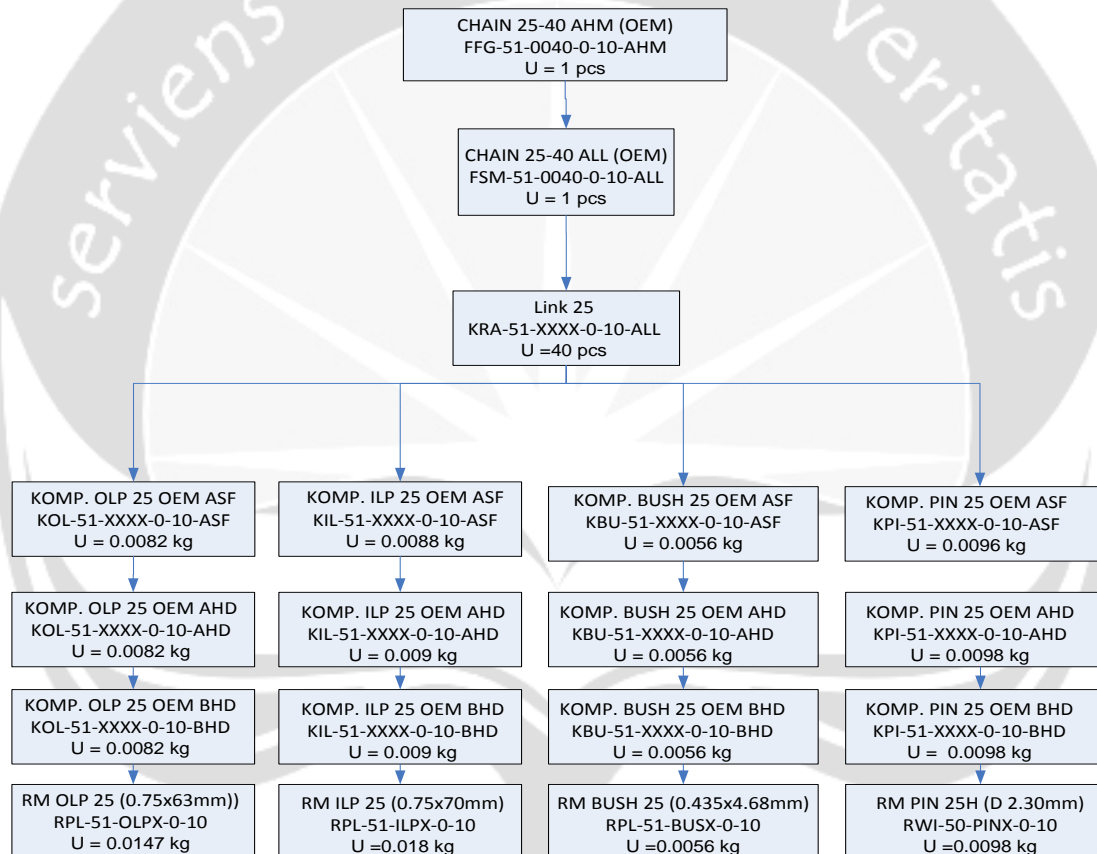 serviens
veritatis
CHAIN 25-40 AHM (OEM)
FFG-51-0040-0-10-AHM
U = 1 pcs
CHAIN 25-40 ALL (OEM)
FSM-51-0040-0-10-ALL
U = 1 pcs
Link 25
KRA-51-XXXX-0-10-ALL
U =40 pcs
KOMP. OLP 25 OEM ASF
KOL-51-XXXX-0-10-ASF
U = 0.0082 kg
KOMP. ILP 25 OEM ASF
KIL-51-XXXX-0-10-ASF
U = 0.0088 kg
KOMP. BUSH 25 OEM ASF
KBU-51-XXXX-0-10-ASF
U = 0.0056 kg
KOMP. PIN 25 OEM ASF
KPI-51-XXXX-0-10-ASF
U = 0.0096 kg
KOMP. OLP 25 OEM AHD
KOL-51-XXXX-0-10-AHD
U = 0.0082 kg
KOMP. ILP 25 OEM AHD
KIL-51-XXXX-0-10-AHD
U = 0.009 kg
KOMP. BUSH 25 OEM AHD
KBU-51-XXXX-0-10-AHD
U = 0.0056 kg
KOMP. PIN 25 OEM AHD
KPI-51-XXXX-0-10-AHD
U = 0.0098 kg
KOMP. OLP 25 OEM BHD
KOL-51-XXXX-0-10-BHD
U = 0.0082 kg
KOMP. ILP 25 OEM BHD
KIL-51-XXXX-0-10-BHD
U = 0.009 kg
KOMP. BUSH 25 OEM BHD
KBU-51-XXXX-0-10-BHD
U = 0.0056 kg
KOMP. PIN 25 OEM BHD
KPI-51-XXXX-0-10-BHD
U = 0.0098 kg
RM OLP 25 (0.75x63mm))
RPL-51-OLPX-0-10
U = 0.0147 kg
RM ILP 25 (0.75x70mm)
RPL-51-ILPX-0-10
U =0.018 kg
RM BUSH 25 (0.435x4.68mm)
RPL-51-BUSX-0-10
U =0.0056 kg
RM PIN 25H (D 2.30mm)
RWI-50-PINX-0-10
U =0.0098 kg